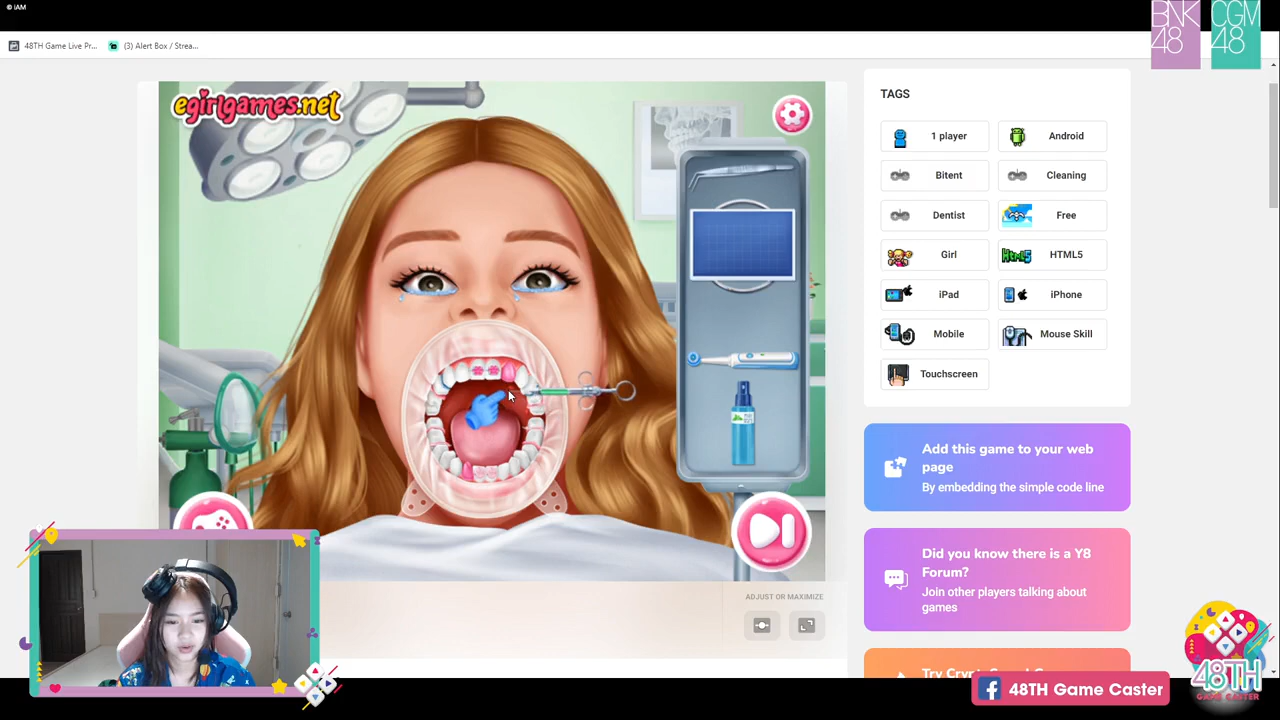 © iAM
BNK
48
CGM
48
48TH Game Live Pr...
(3) Alert Box / Strea...
egirlgames.net
TAGS
1 player
Android
Bitent
Cleaning
Dentist
Free
Girl
HTML5
iPad
iPhone
Mobile
Mouse Skill
Touchscreen
Add this game to your web
page
By embedding the simple code line
Did you know there is a Y8
Forum?
Join other players talking about
games
ADJUST OR MAXIMIZE
48TH Game Caster
48TH
GAME CASTER